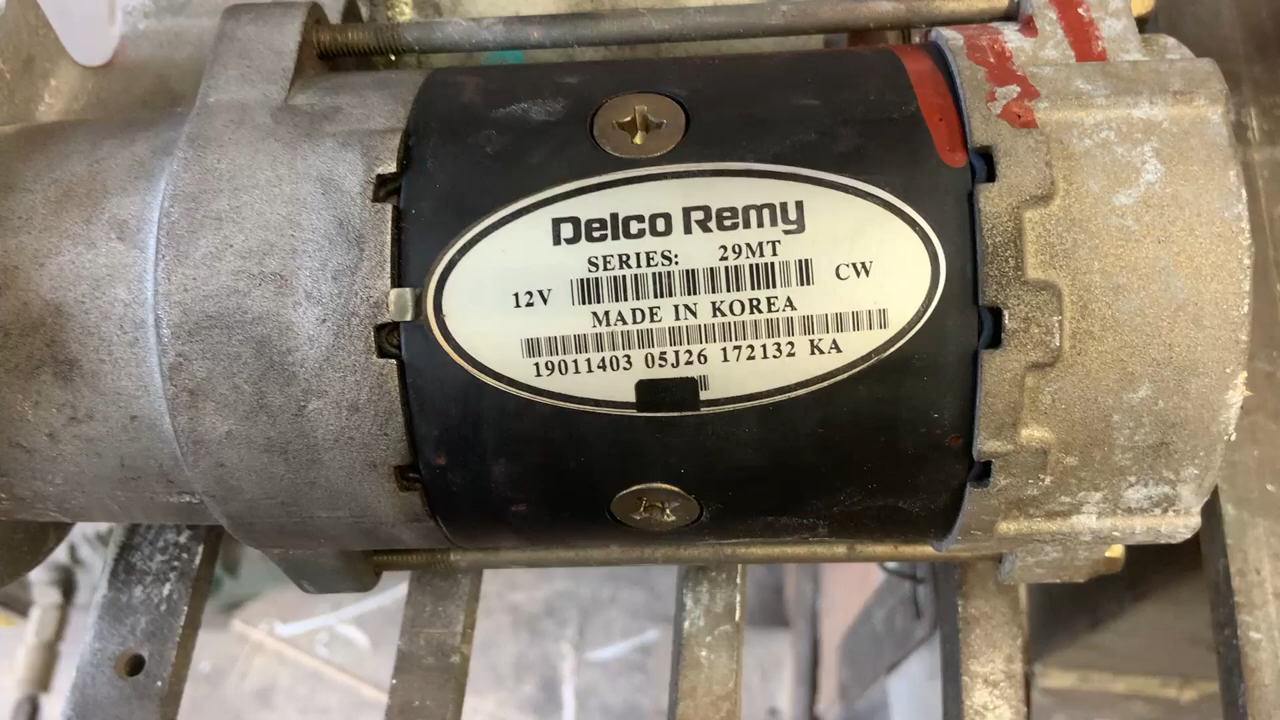 Delco Remy
SERIES: 29MT
12V CW
MADE IN KOREA
19011403 05J26 172132 KA